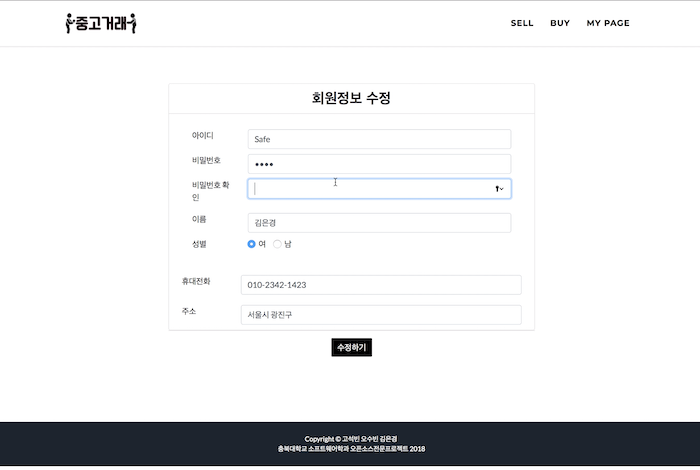 중고거래
SELL BUY MY PAGE
회원정보 수정
아이디 Safe
비밀번호 ••••
비밀번호 확
인
이름 김은경
성별 여 남
휴대전화 010-2342-1423
주소 서울시 광진구
수정하기
Copyright © 고석빈 오수빈 김은경
충북대학교 소프트웨어학과 오픈소스전문프로젝트 2018